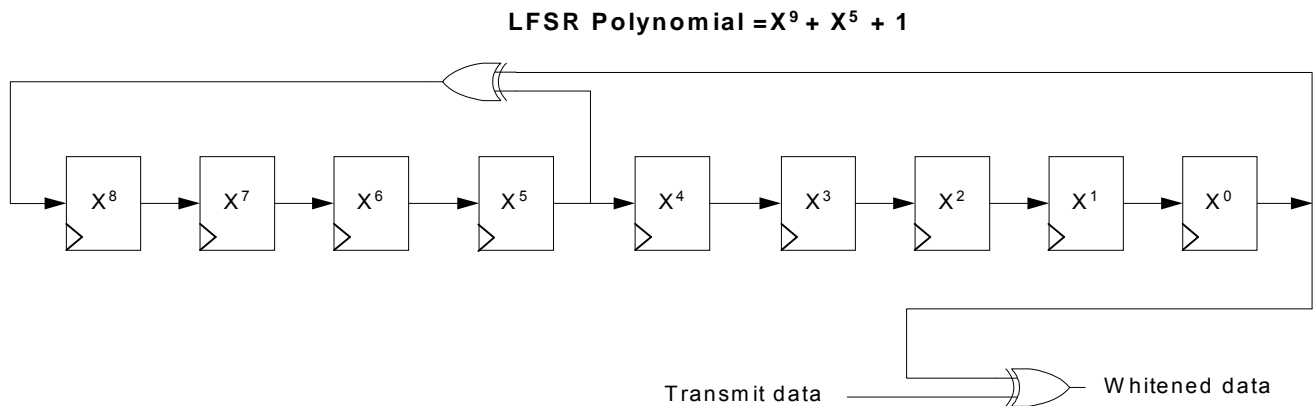 LFSR Polynomial =X⁹ + X⁵ + 1
X⁸ X⁷ X⁶ X⁵ X⁴ X³ X² X¹ X⁰
Transmit data
Whitened data